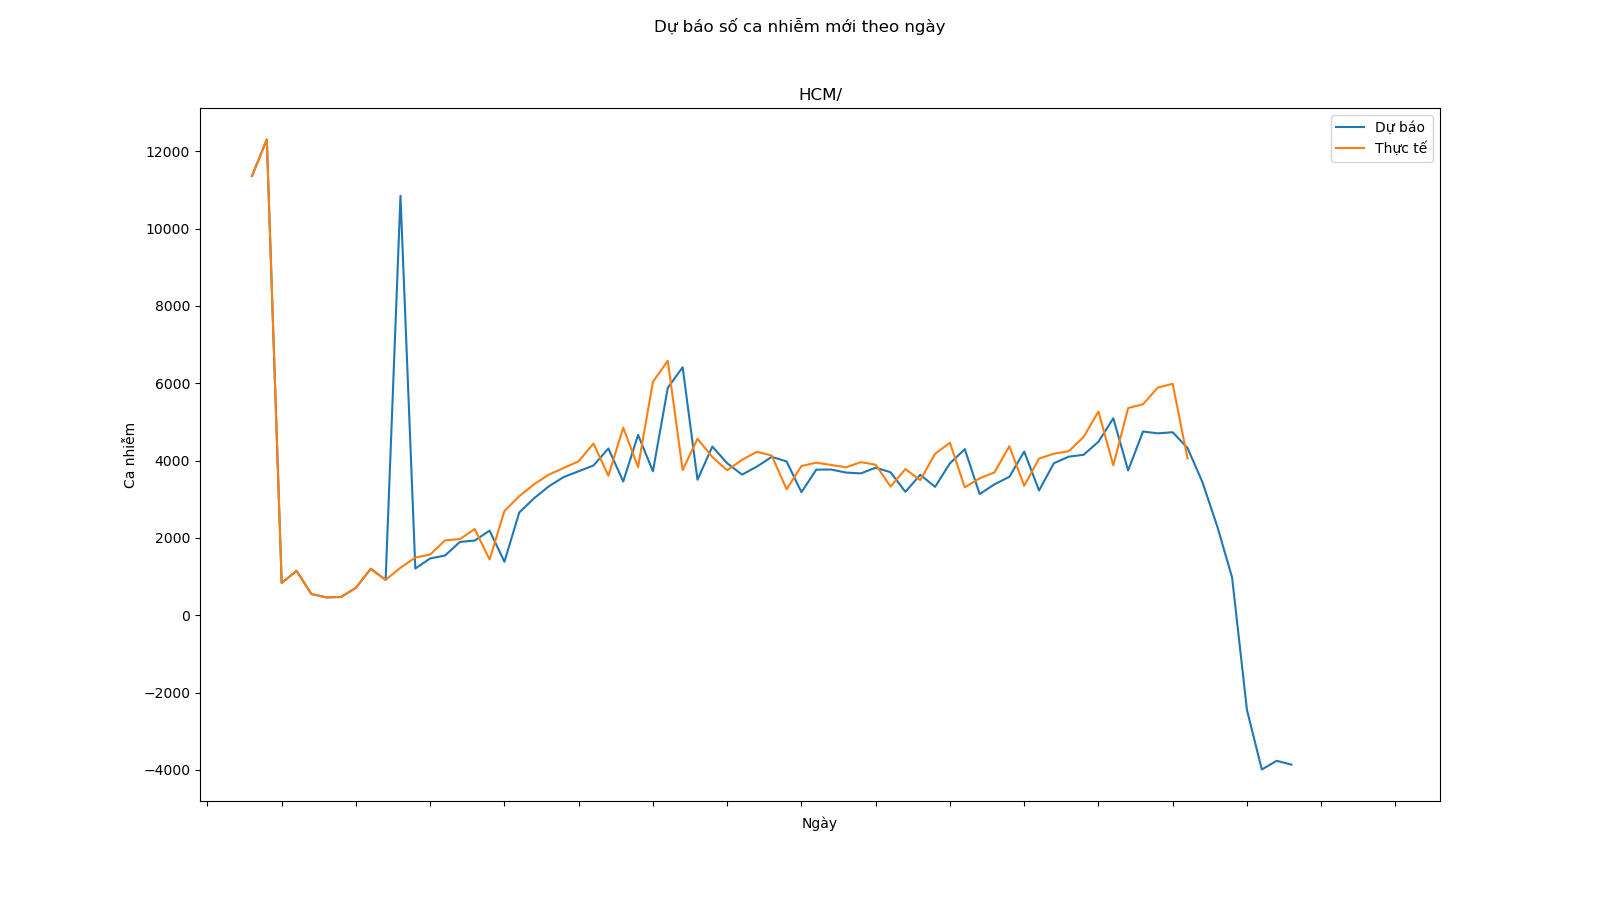 Dự báo số ca nhiễm mới theo ngày
HCM/
Dự báo
Thực tế
12000
10000
8000
6000
4000
2000
0
−2000
−4000
Ca nhiễm
Ngày